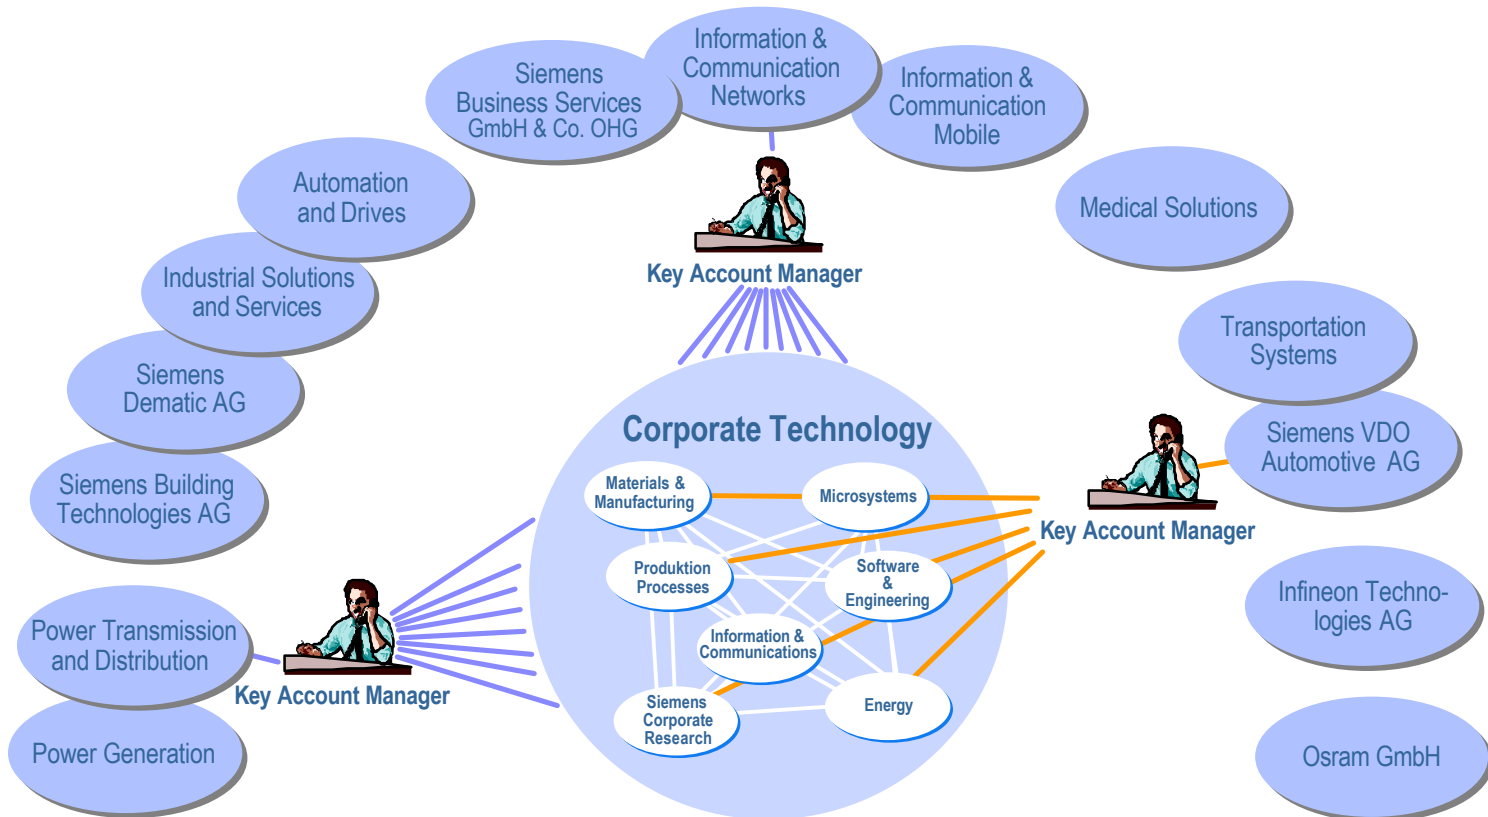 Information &
Communication
Networks
Siemens
Business Services
GmbH & Co. OHG
Information &
Communication
Mobile
Automation
and Drives
Medical Solutions
Key Account Manager
Industrial Solutions
and Services
Transportation
Systems
Siemens
Dematic AG
Corporate Technology
Siemens VDO
Automotive AG
Siemens Building
Technologies AG
Materials &
Manufacturing
Microsystems
Key Account Manager
Produktion
Processes
Software
&
Engineering
Infineon Techno-
logies AG
Power Transmission
and Distribution
Information &
Communications
Key Account Manager
Siemens
Corporate
Research
Energy
Power Generation
Osram GmbH